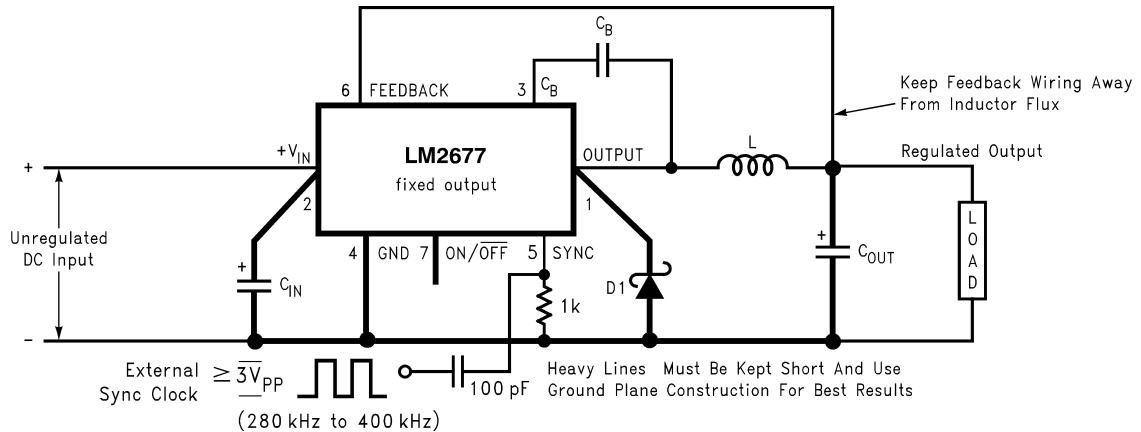 C_B
6 FEEDBACK
3 C_B
Keep Feedback Wiring Away
From Inductor Flux
+
+V_IN
LM2677
fixed output
OUTPUT
L
Regulated Output
2
1
Unregulated
DC Input
4 GND 7 ON/O̅F̅F̅ 5 SYNC
+
C_IN
1k
D1
+
C_OUT
LOAD
-
External
Sync Clock
≥ 3V_PP
100 pF
(280 kHz to 400 kHz)
Heavy Lines Must Be Kept Short And Use
Ground Plane Construction For Best Results